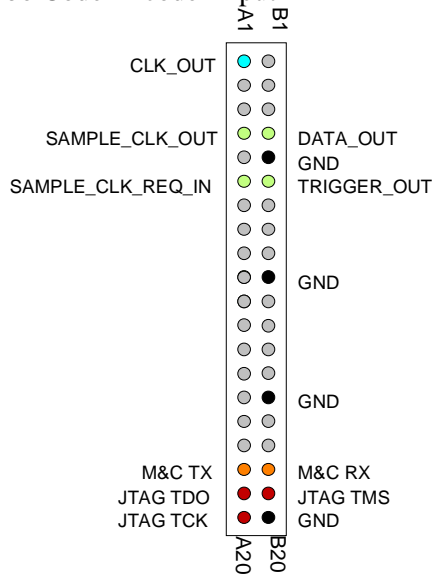 A1 B1
CLK_OUT
SAMPLE_CLK_OUT DATA_OUT
GND
SAMPLE_CLK_REQ_IN TRIGGER_OUT
GND
GND
M&C TX M&C RX
JTAG TDO JTAG TMS
JTAG TCK GND
A20 B20